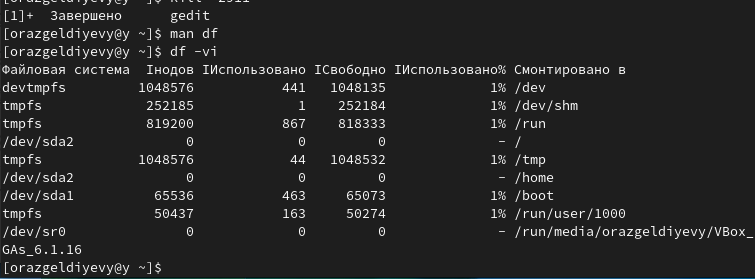 [1]+  Завершено      gedit
[orazgeldiyevy@y ~]$ man df
[orazgeldiyevy@y ~]$ df -vi
Файловая система  Iнодов IИспользовано IСвободно IИспользовано% Смонтировано в
devtmpfs         1048576           441   1048135             1% /dev
tmpfs             252185             1    252184             1% /dev/shm
tmpfs             819200           867    818333             1% /run
/dev/sda2              0             0         0              - /
tmpfs            1048576            44   1048532             1% /tmp
/dev/sda2              0             0         0              - /home
/dev/sda1          65536           463     65073             1% /boot
tmpfs              50437           163     50274             1% /run/user/1000
/dev/sr0               0             0         0              - /run/media/orazgeldiyevy/VBox_
GAs_6.1.16
[orazgeldiyevy@y ~]$